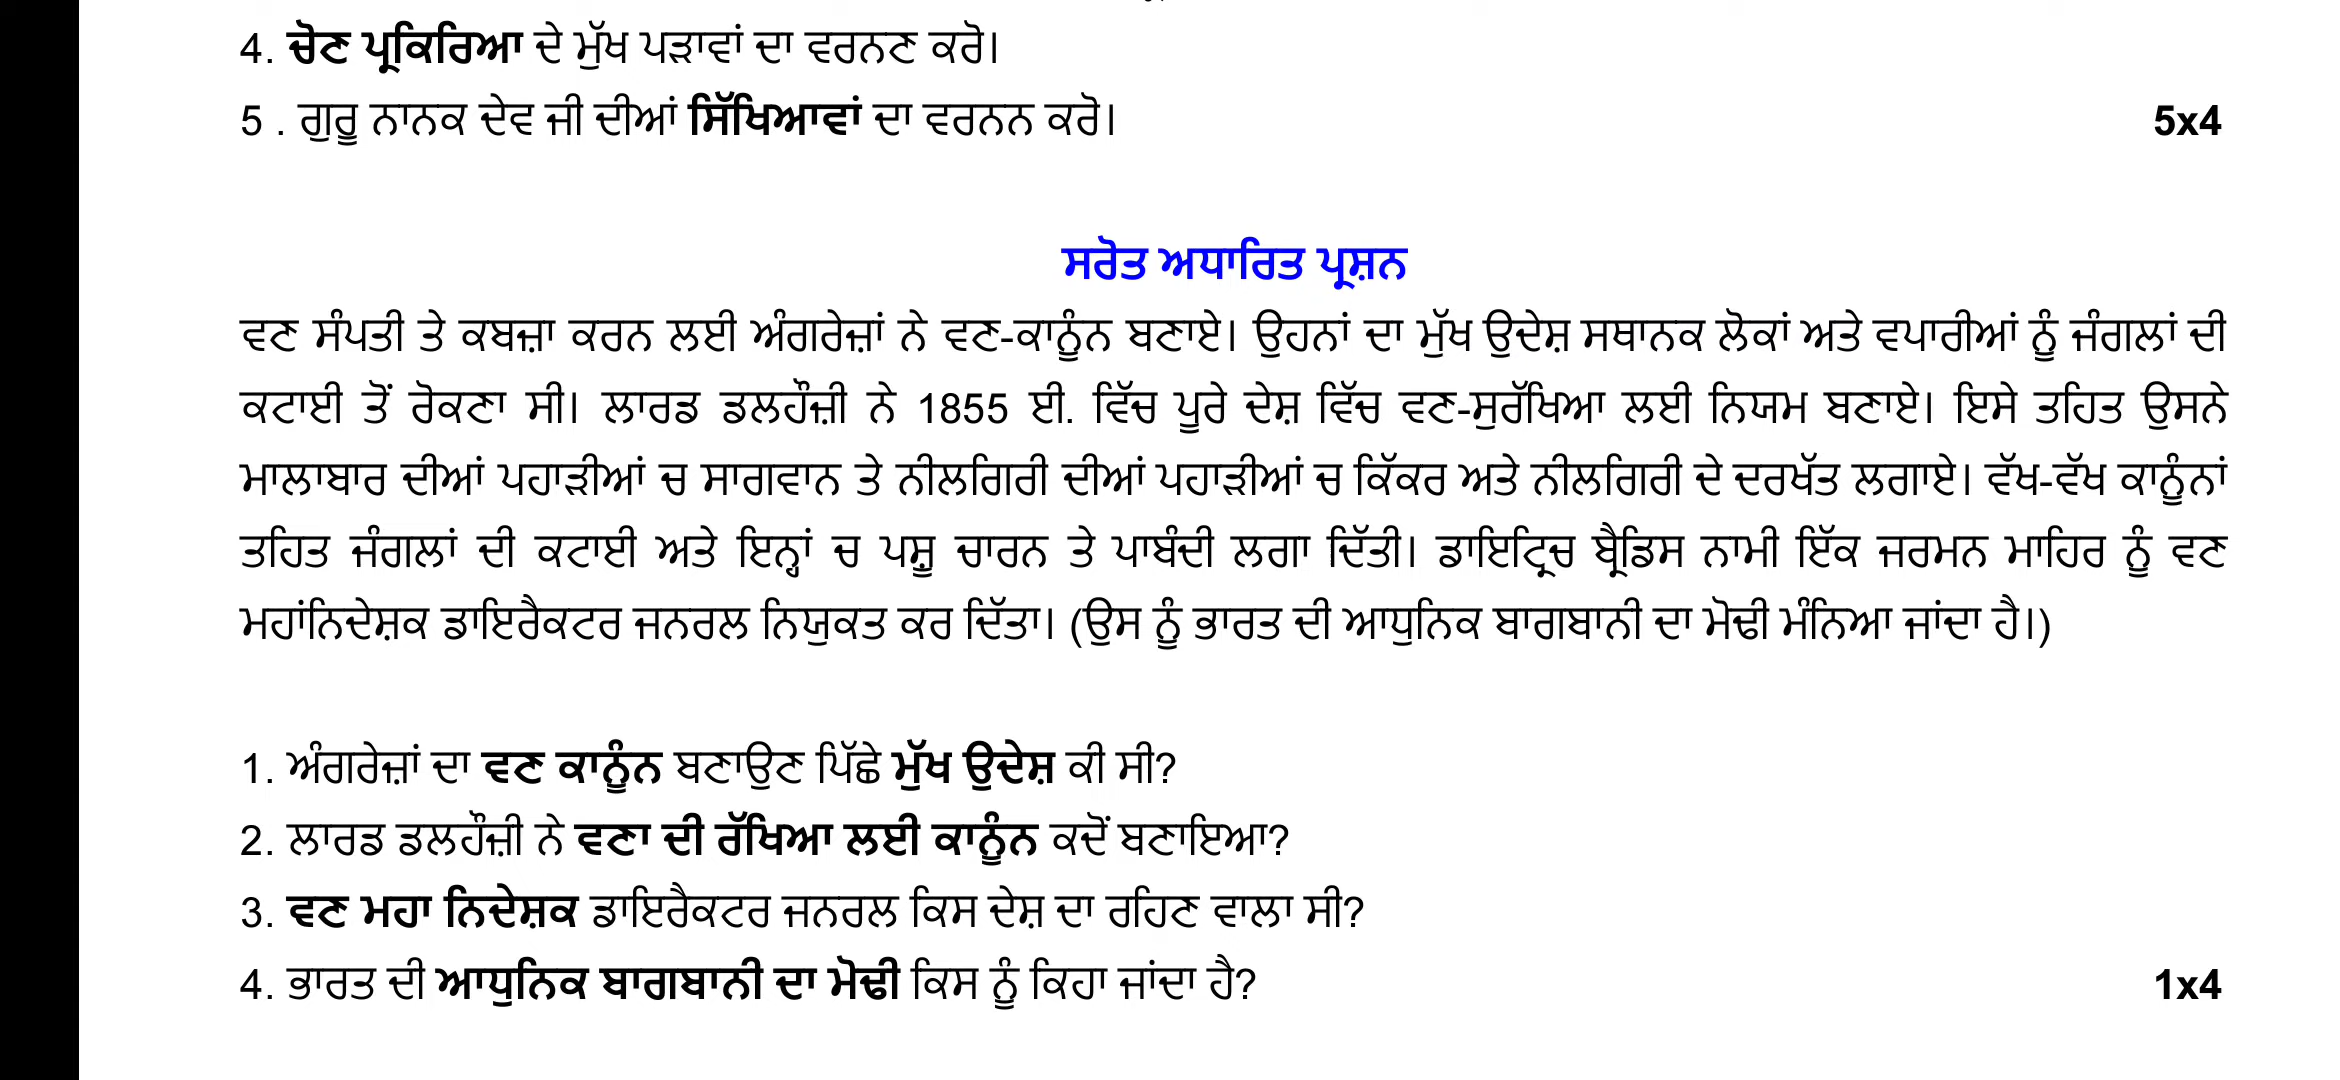 4. ਚੋਣ ਪ੍ਰਕਿਰਿਆ ਦੇ ਮੁੱਖ ਪੜਾਵਾਂ ਦਾ ਵਰਨਣ ਕਰੋ।
5 . ਗੁਰੂ ਨਾਨਕ ਦੇਵ ਜੀ ਦੀਆਂ ਸਿੱਖਿਆਵਾਂ ਦਾ ਵਰਨਨ ਕਰੋ। 5x4
ਸਰੋਤ ਅਧਾਰਿਤ ਪ੍ਰਸ਼ਨ
ਵਣ ਸੰਪਤੀ ਤੇ ਕਬਜ਼ਾ ਕਰਨ ਲਈ ਅੰਗਰੇਜ਼ਾਂ ਨੇ ਵਣ-ਕਾਨੂੰਨ ਬਣਾਏ। ਉਹਨਾਂ ਦਾ ਮੁੱਖ ਉਦੇਸ਼ ਸਥਾਨਕ ਲੋਕਾਂ ਅਤੇ ਵਪਾਰੀਆਂ ਨੂੰ ਜੰਗਲਾਂ ਦੀ
ਕਟਾਈ ਤੋਂ ਰੋਕਣਾ ਸੀ। ਲਾਰਡ ਡਲਹੌਜ਼ੀ ਨੇ 1855 ਈ. ਵਿੱਚ ਪੂਰੇ ਦੇਸ਼ ਵਿੱਚ ਵਣ-ਸੁਰੱਖਿਆ ਲਈ ਨਿਯਮ ਬਣਾਏ। ਇਸੇ ਤਹਿਤ ਉਸਨੇ
ਮਾਲਾਬਾਰ ਦੀਆਂ ਪਹਾੜੀਆਂ ਚ ਸਾਗਵਾਨ ਤੇ ਨੀਲਗਿਰੀ ਦੀਆਂ ਪਹਾੜੀਆਂ ਚ ਕਿੱਕਰ ਅਤੇ ਨੀਲਗਿਰੀ ਦੇ ਦਰਖੱਤ ਲਗਾਏ। ਵੱਖ-ਵੱਖ ਕਾਨੂੰਨਾਂ
ਤਹਿਤ ਜੰਗਲਾਂ ਦੀ ਕਟਾਈ ਅਤੇ ਇਨ੍ਹਾਂ ਚ ਪਸ਼ੂ ਚਾਰਨ ਤੇ ਪਾਬੰਦੀ ਲਗਾ ਦਿੱਤੀ। ਡਾਇਟ੍ਰਿਚ ਬ੍ਰੈਡਿਸ ਨਾਮੀ ਇੱਕ ਜਰਮਨ ਮਾਹਿਰ ਨੂੰ ਵਣ
ਮਹਾਂਨਿਦੇਸ਼ਕ ਡਾਇਰੈਕਟਰ ਜਨਰਲ ਨਿਯੁਕਤ ਕਰ ਦਿੱਤਾ। (ਉਸ ਨੂੰ ਭਾਰਤ ਦੀ ਆਧੁਨਿਕ ਬਾਗਬਾਨੀ ਦਾ ਮੋਢੀ ਮੰਨਿਆ ਜਾਂਦਾ ਹੈ।)
1. ਅੰਗਰੇਜ਼ਾਂ ਦਾ ਵਣ ਕਾਨੂੰਨ ਬਣਾਉਣ ਪਿੱਛੇ ਮੁੱਖ ਉਦੇਸ਼ ਕੀ ਸੀ?
2. ਲਾਰਡ ਡਲਹੌਜ਼ੀ ਨੇ ਵਣਾ ਦੀ ਰੱਖਿਆ ਲਈ ਕਾਨੂੰਨ ਕਦੋਂ ਬਣਾਇਆ?
3. ਵਣ ਮਹਾ ਨਿਦੇਸ਼ਕ ਡਾਇਰੈਕਟਰ ਜਨਰਲ ਕਿਸ ਦੇਸ਼ ਦਾ ਰਹਿਣ ਵਾਲਾ ਸੀ?
4. ਭਾਰਤ ਦੀ ਆਧੁਨਿਕ ਬਾਗਬਾਨੀ ਦਾ ਮੋਢੀ ਕਿਸ ਨੂੰ ਕਿਹਾ ਜਾਂਦਾ ਹੈ? 1x4